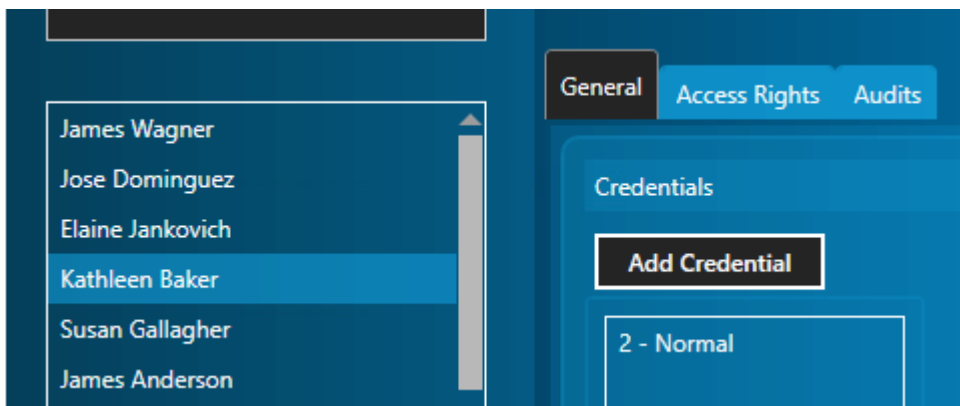 James Wagner
Jose Dominguez
Elaine Jankovich
Kathleen Baker
Susan Gallagher
James Anderson
General Access Rights Audits
Credentials
Add Credential
2 - Normal